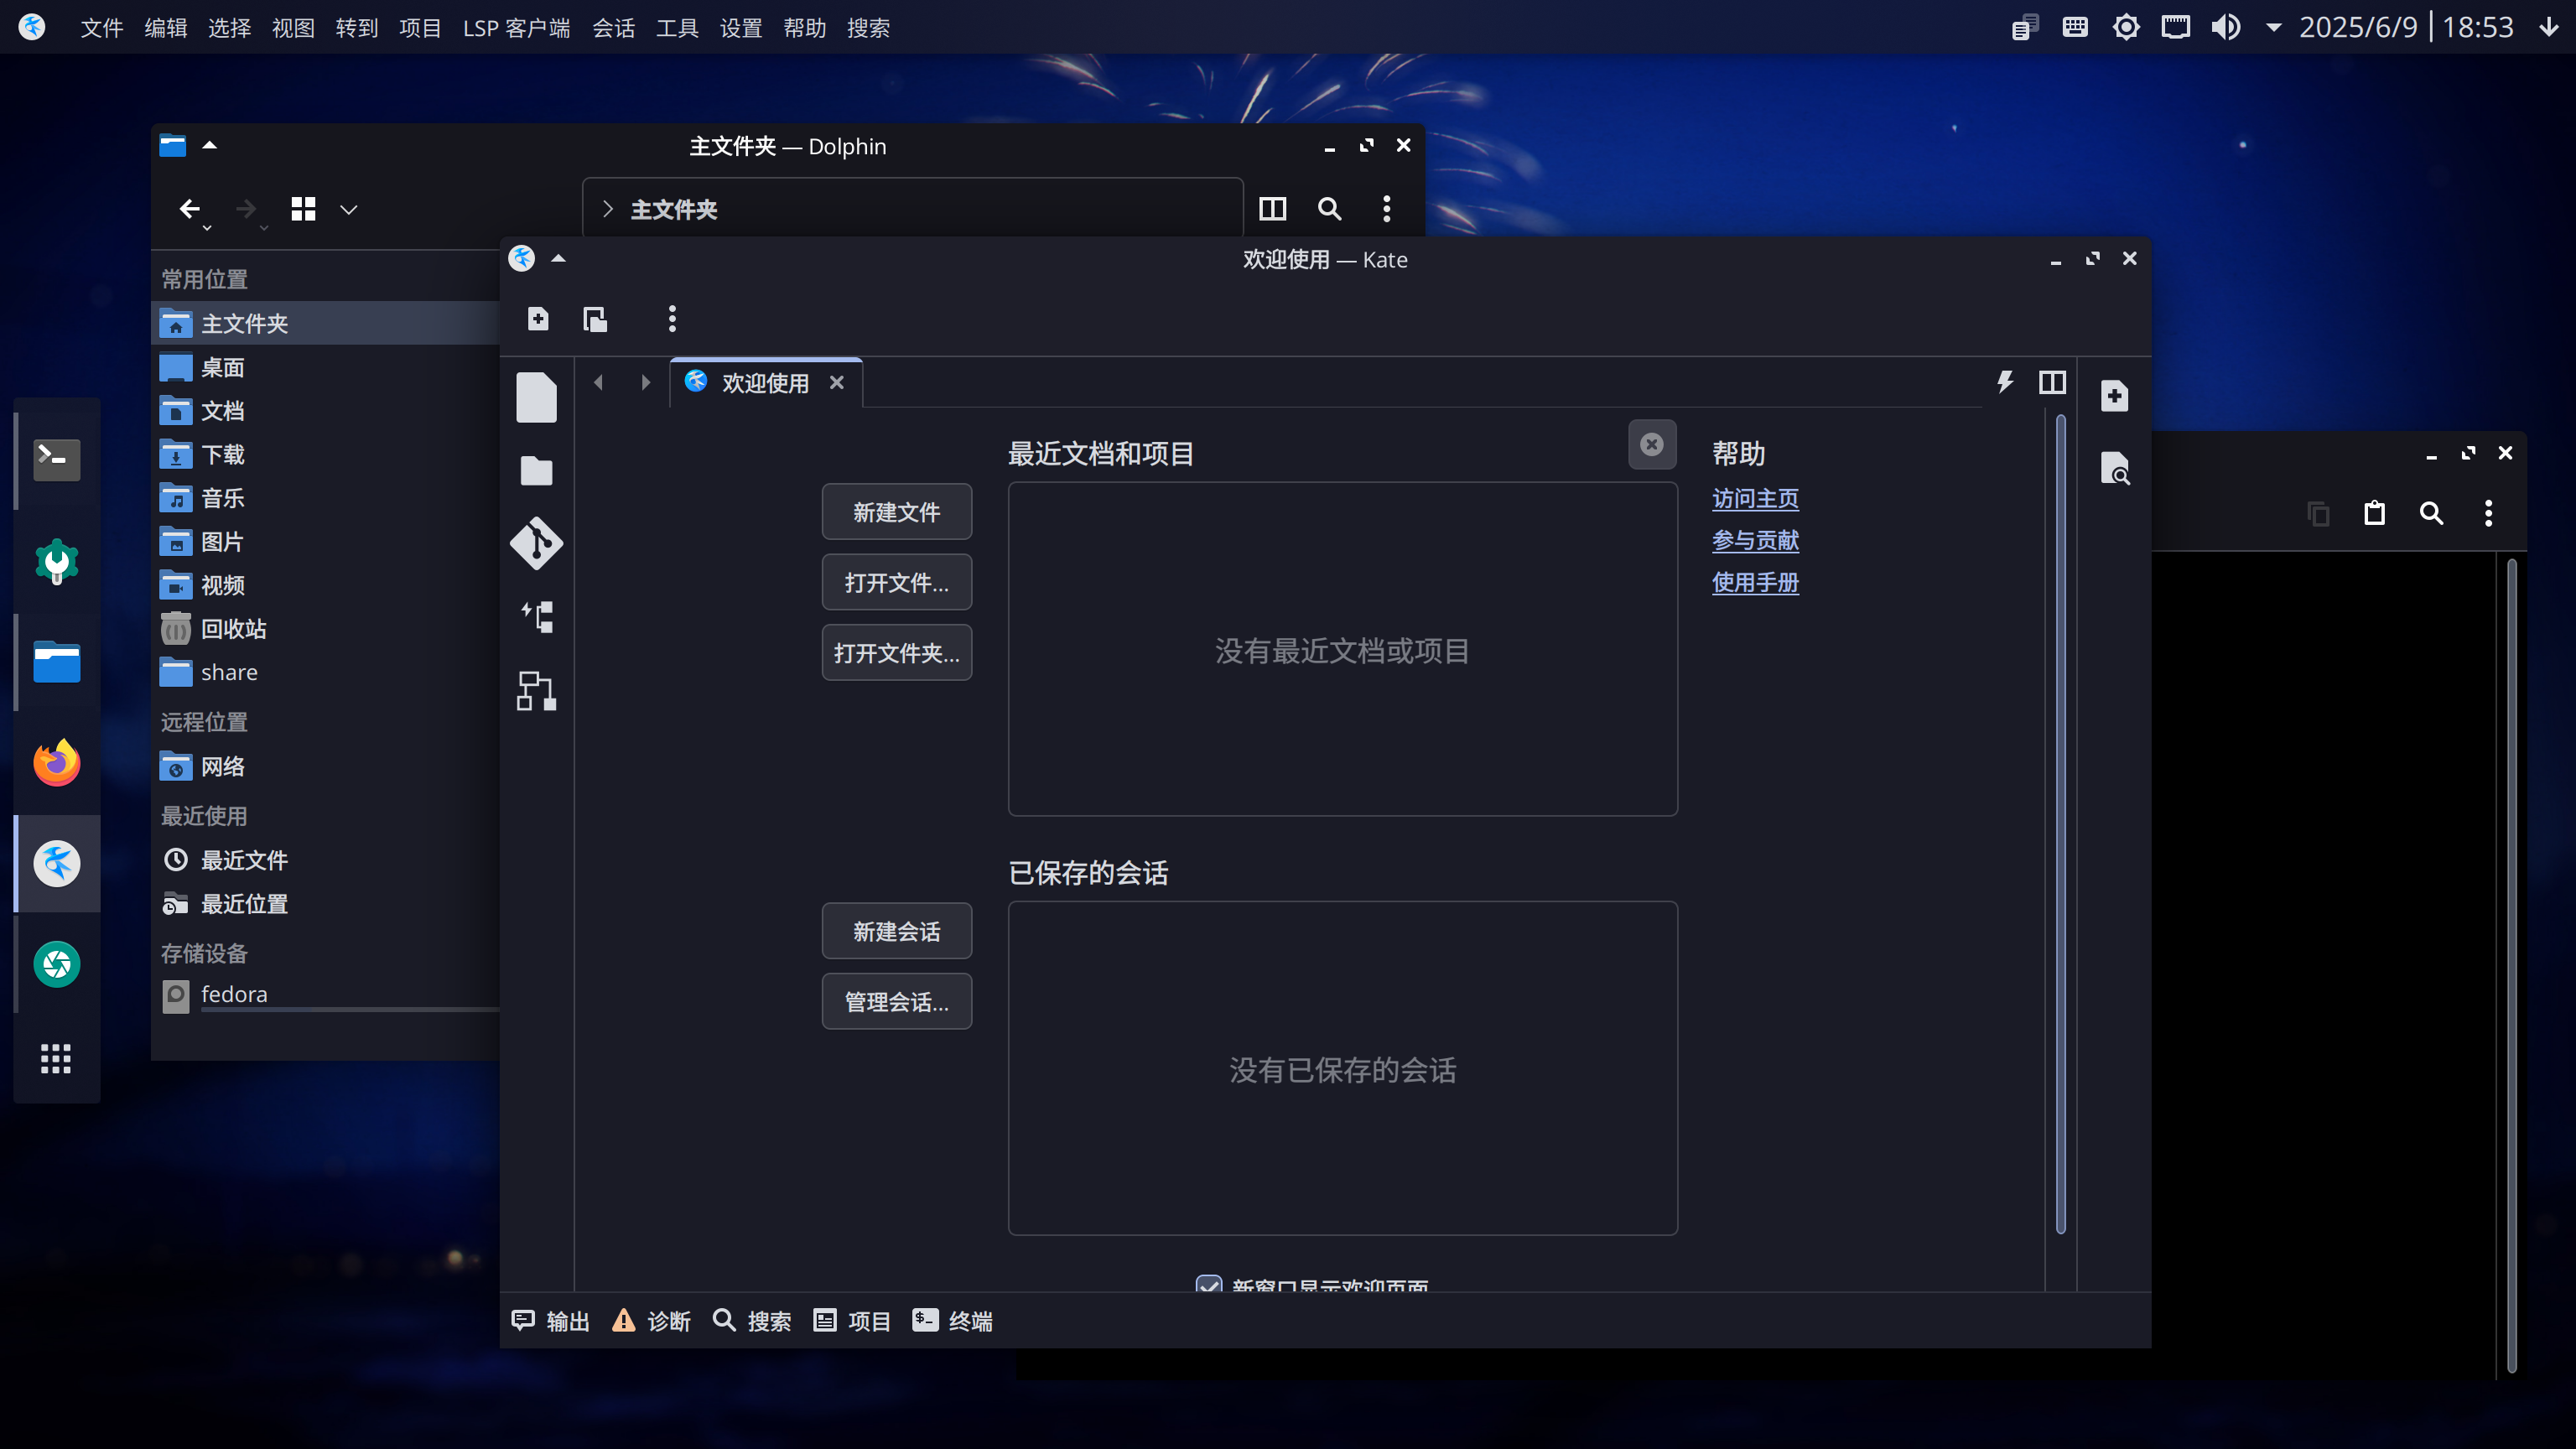 文件 编辑 选择 视图 转到 项目 LSP 客户端 会话 工具 设置 帮助 搜索
2025/6/9 18:53
主文件夹 — Dolphin
主文件夹
常用位置
主文件夹
桌面
文档
下载
音乐
图片
视频
回收站
share
远程位置
网络
最近使用
最近文件
最近位置
存储设备
fedora
欢迎使用 — Kate
欢迎使用
最近文档和项目
新建文件
打开文件...
打开文件夹...
没有最近文档或项目
帮助
访问主页
参与贡献
使用手册
已保存的会话
新建会话
管理会话...
没有已保存的会话
新窗口显示欢迎页面
输出 诊断 搜索 项目 终端